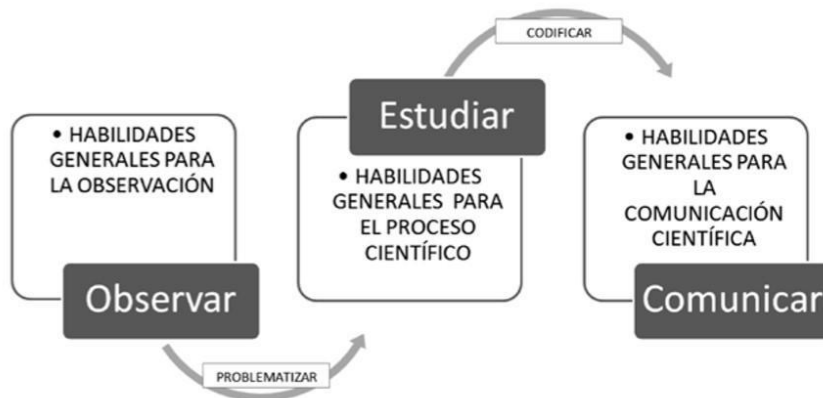 • HABILIDADES
GENERALES PARA
LA OBSERVACIÓN
Observar
PROBLEMATIZAR
Estudiar
• HABILIDADES
GENERALES PARA
EL PROCESO
CIENTÍFICO
CODIFICAR
• HABILIDADES
GENERALES PARA
LA
COMUNICACIÓN
CIENTÍFICA
Comunicar